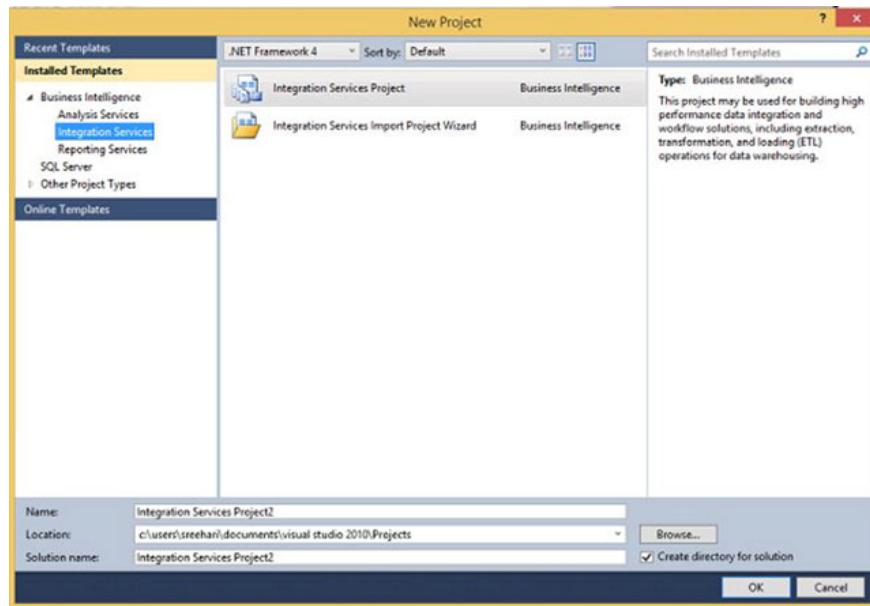 New Project
?
Recent Templates
Installed Templates
Business Intelligence
Analysis Services
Integration Services
Reporting Services
SQL Server
Other Project Types
Online Templates
.NET Framework 4 Sort by: Default
Integration Services Project Business Intelligence
Integration Services Import Project Wizard Business Intelligence
Search Installed Templates
Type: Business Intelligence
This project may be used for building high
performance data integration and
workflow solutions, including extraction,
transformation, and loading (ETL)
operations for data warehousing.
Name: Integration Services Project2
Location: c:\users\sreehari\documents\visual studio 2010\Projects Browse...
Solution name: Integration Services Project2 Create directory for solution
OK Cancel